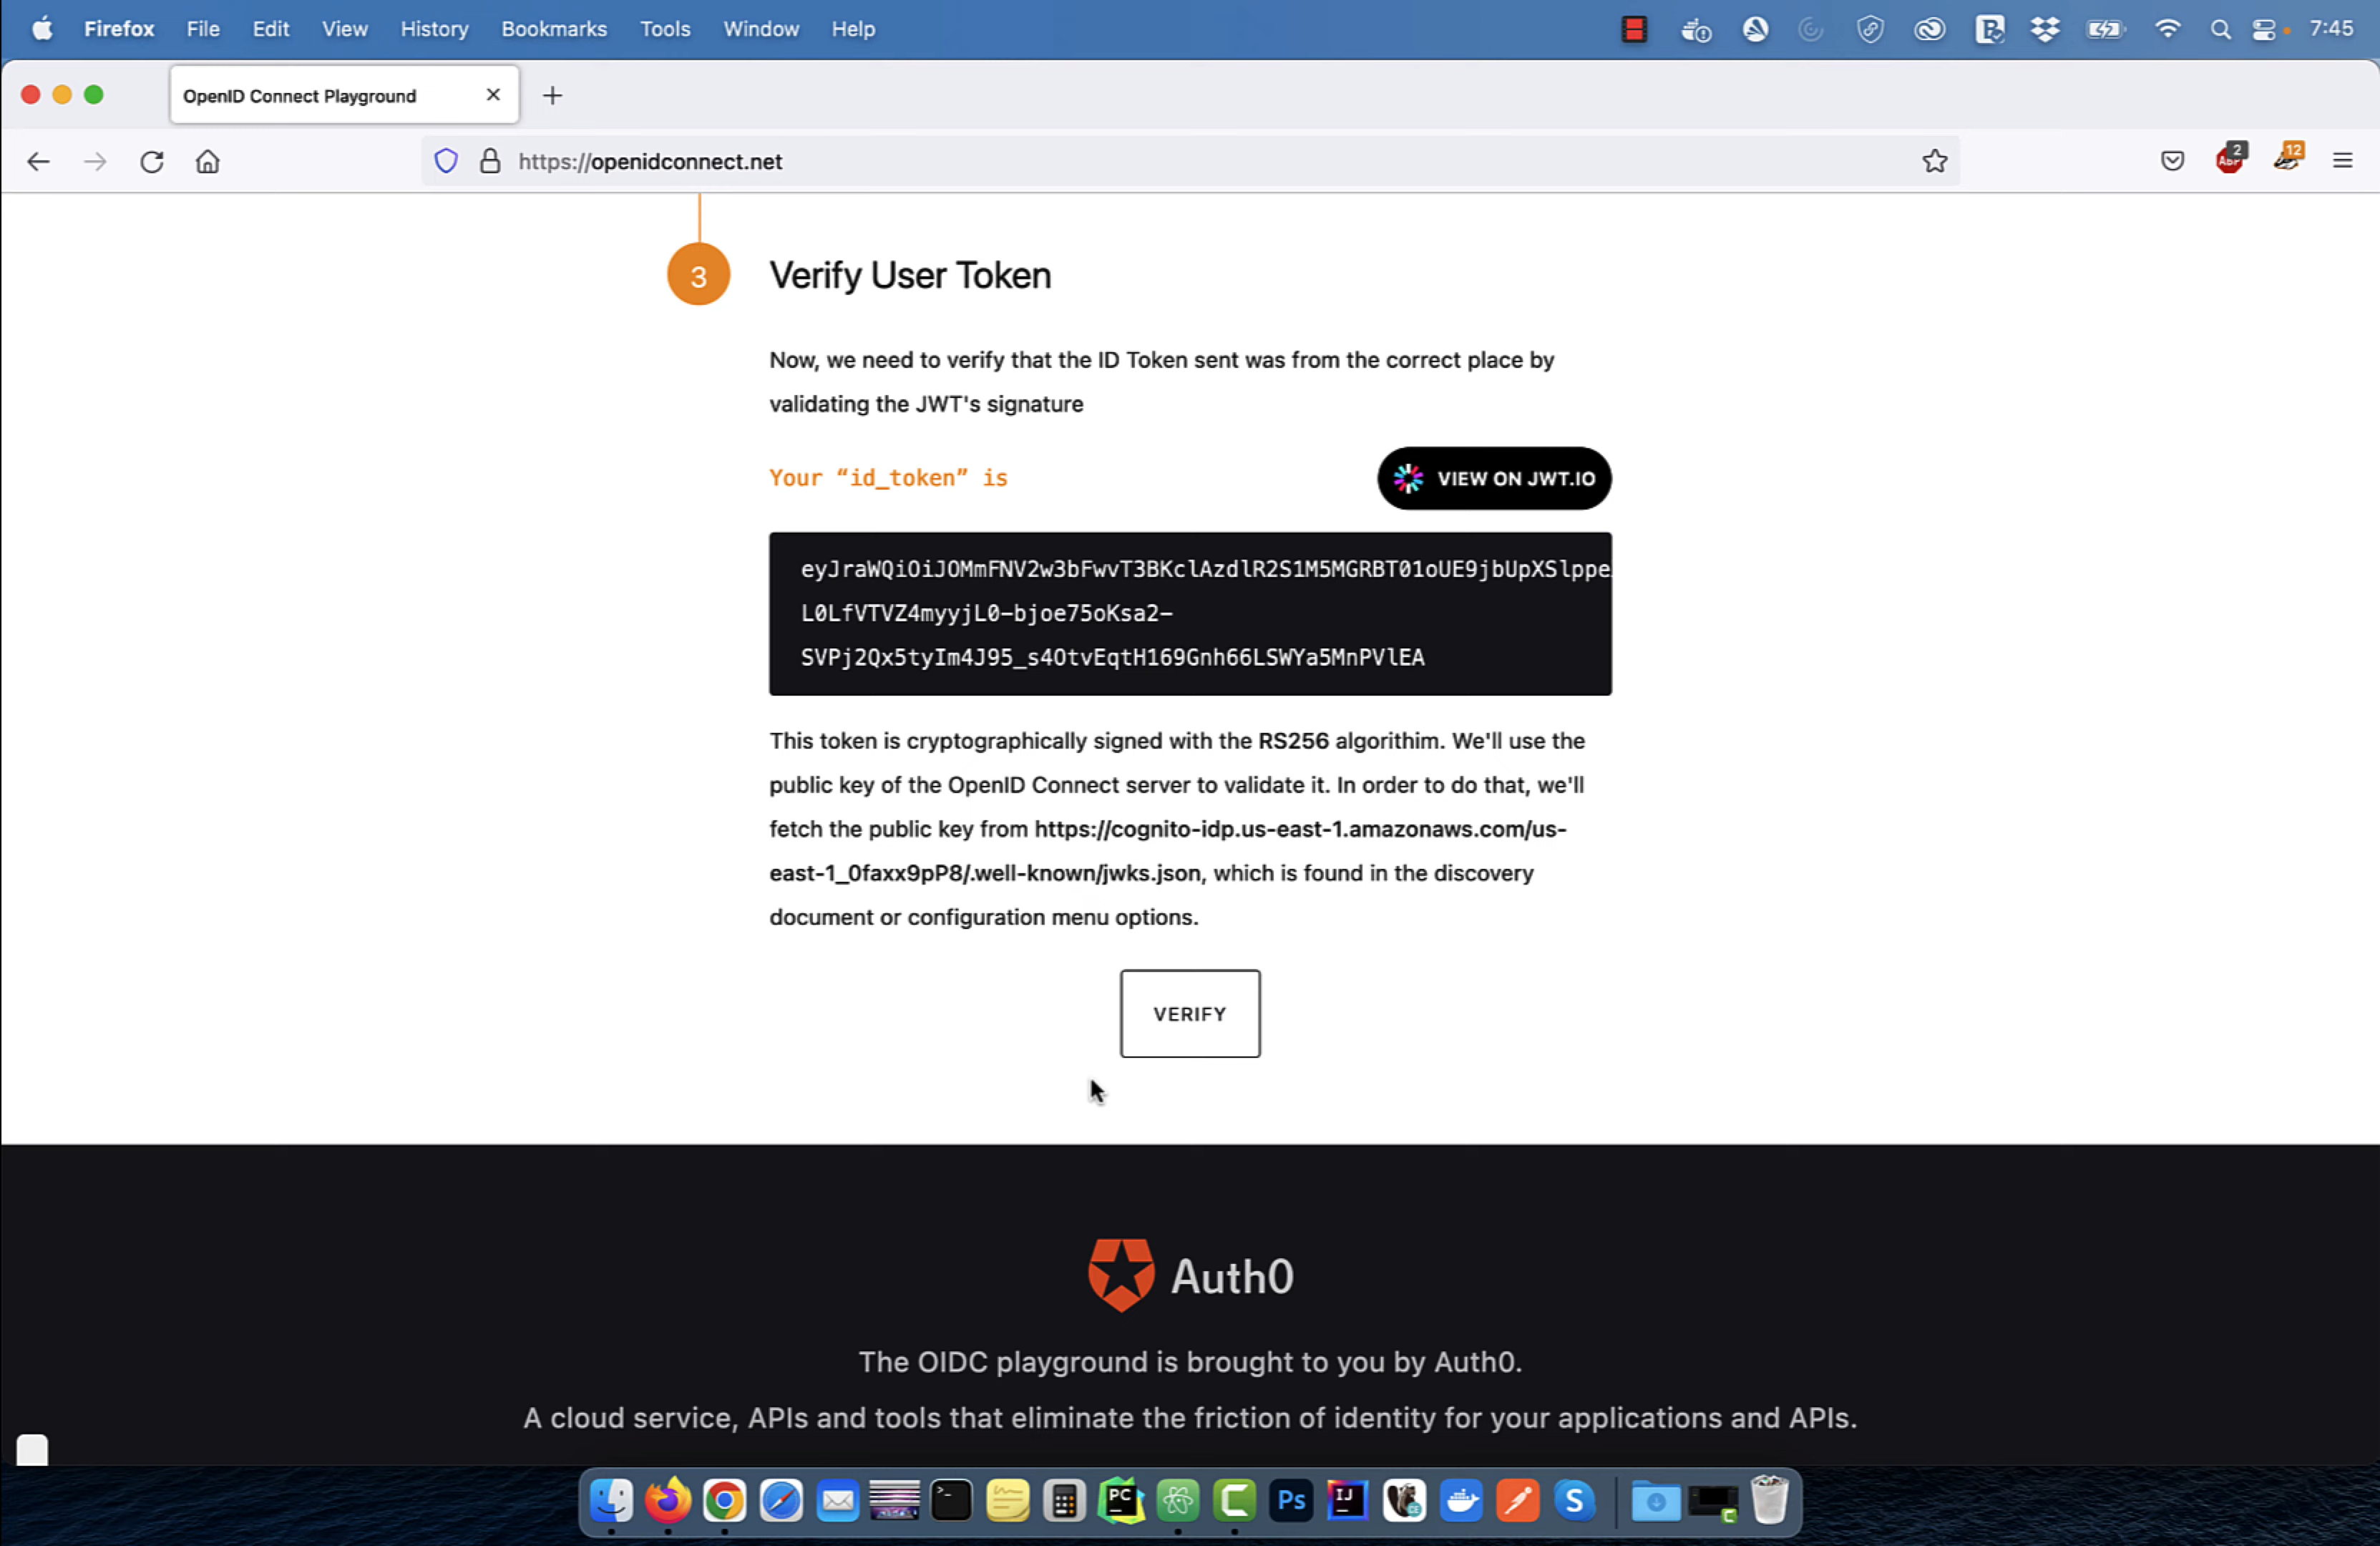 Firefox File Edit View History Bookmarks Tools Window Help 7:45
OpenID Connect Playground
https://openidconnect.net
2
ABP
12
3
Verify User Token
Now, we need to verify that the ID Token sent was from the correct place by
validating the JWT's signature
Your “id_token” is
VIEW ON JWT.IO
eyJraWQiOiJOMmFNV2w3bFwvT3BKclAzdlR2S1M5MGRBT01oUE9jbUpXSlppe
L0LfVTVZ4myyjL0-bjoe75oKsa2-
SVPj2Qx5tyIm4J95_s4OtvEqtH169Gnh66LSWYa5MnPVlEA
This token is cryptographically signed with the RS256 algorithim. We'll use the
public key of the OpenID Connect server to validate it. In order to do that, we'll
fetch the public key from https://cognito-idp.us-east-1.amazonaws.com/us-
east-1_0faxx9pP8/.well-known/jwks.json, which is found in the discovery
document or configuration menu options.
VERIFY
Auth0
The OIDC playground is brought to you by Auth0.
A cloud service, APIs and tools that eliminate the friction of identity for your applications and APIs.
PC
Ps
IJ
S